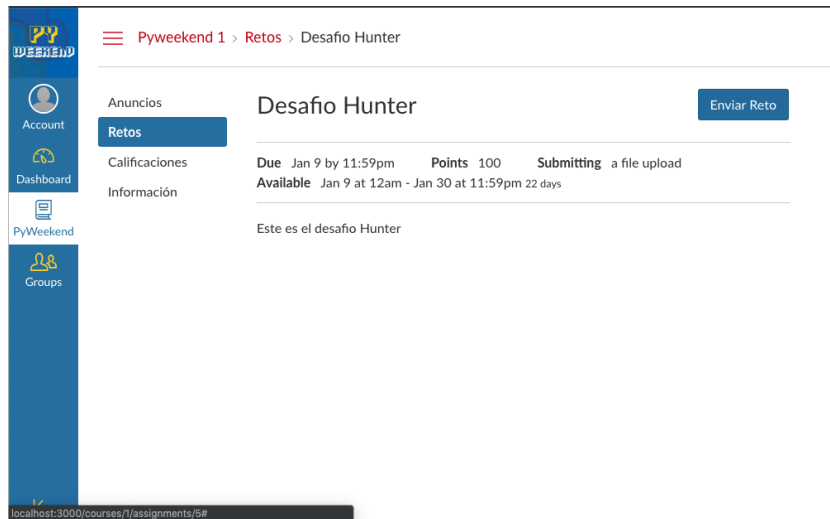 PY
WEEKEND
Pyweekend 1 > Retos > Desafio Hunter
Account
Dashboard
PyWeekend
Groups
Anuncios
Retos
Calificaciones
Información
Desafio Hunter
Enviar Reto
Due Jan 9 by 11:59pm Points 100 Submitting a file upload
Available Jan 9 at 12am - Jan 30 at 11:59pm 22 days
Este es el desafio Hunter
localhost:3000/courses/1/assignments/5#